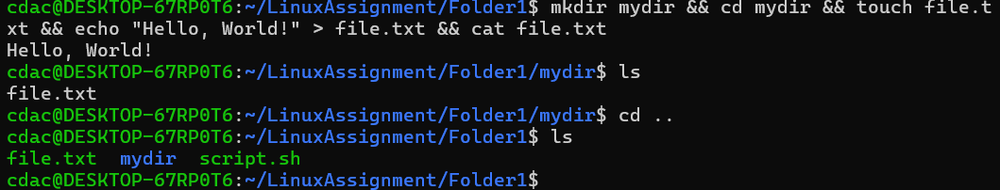 cdac@DESKTOP-67RP0T6:~/LinuxAssignment/Folder1$ mkdir mydir && cd mydir && touch file.t
xt && echo "Hello, World!" > file.txt && cat file.txt
Hello, World!
cdac@DESKTOP-67RP0T6:~/LinuxAssignment/Folder1/mydir$ ls
file.txt
cdac@DESKTOP-67RP0T6:~/LinuxAssignment/Folder1/mydir$ cd ..
cdac@DESKTOP-67RP0T6:~/LinuxAssignment/Folder1$ ls
file.txt  mydir  script.sh
cdac@DESKTOP-67RP0T6:~/LinuxAssignment/Folder1$